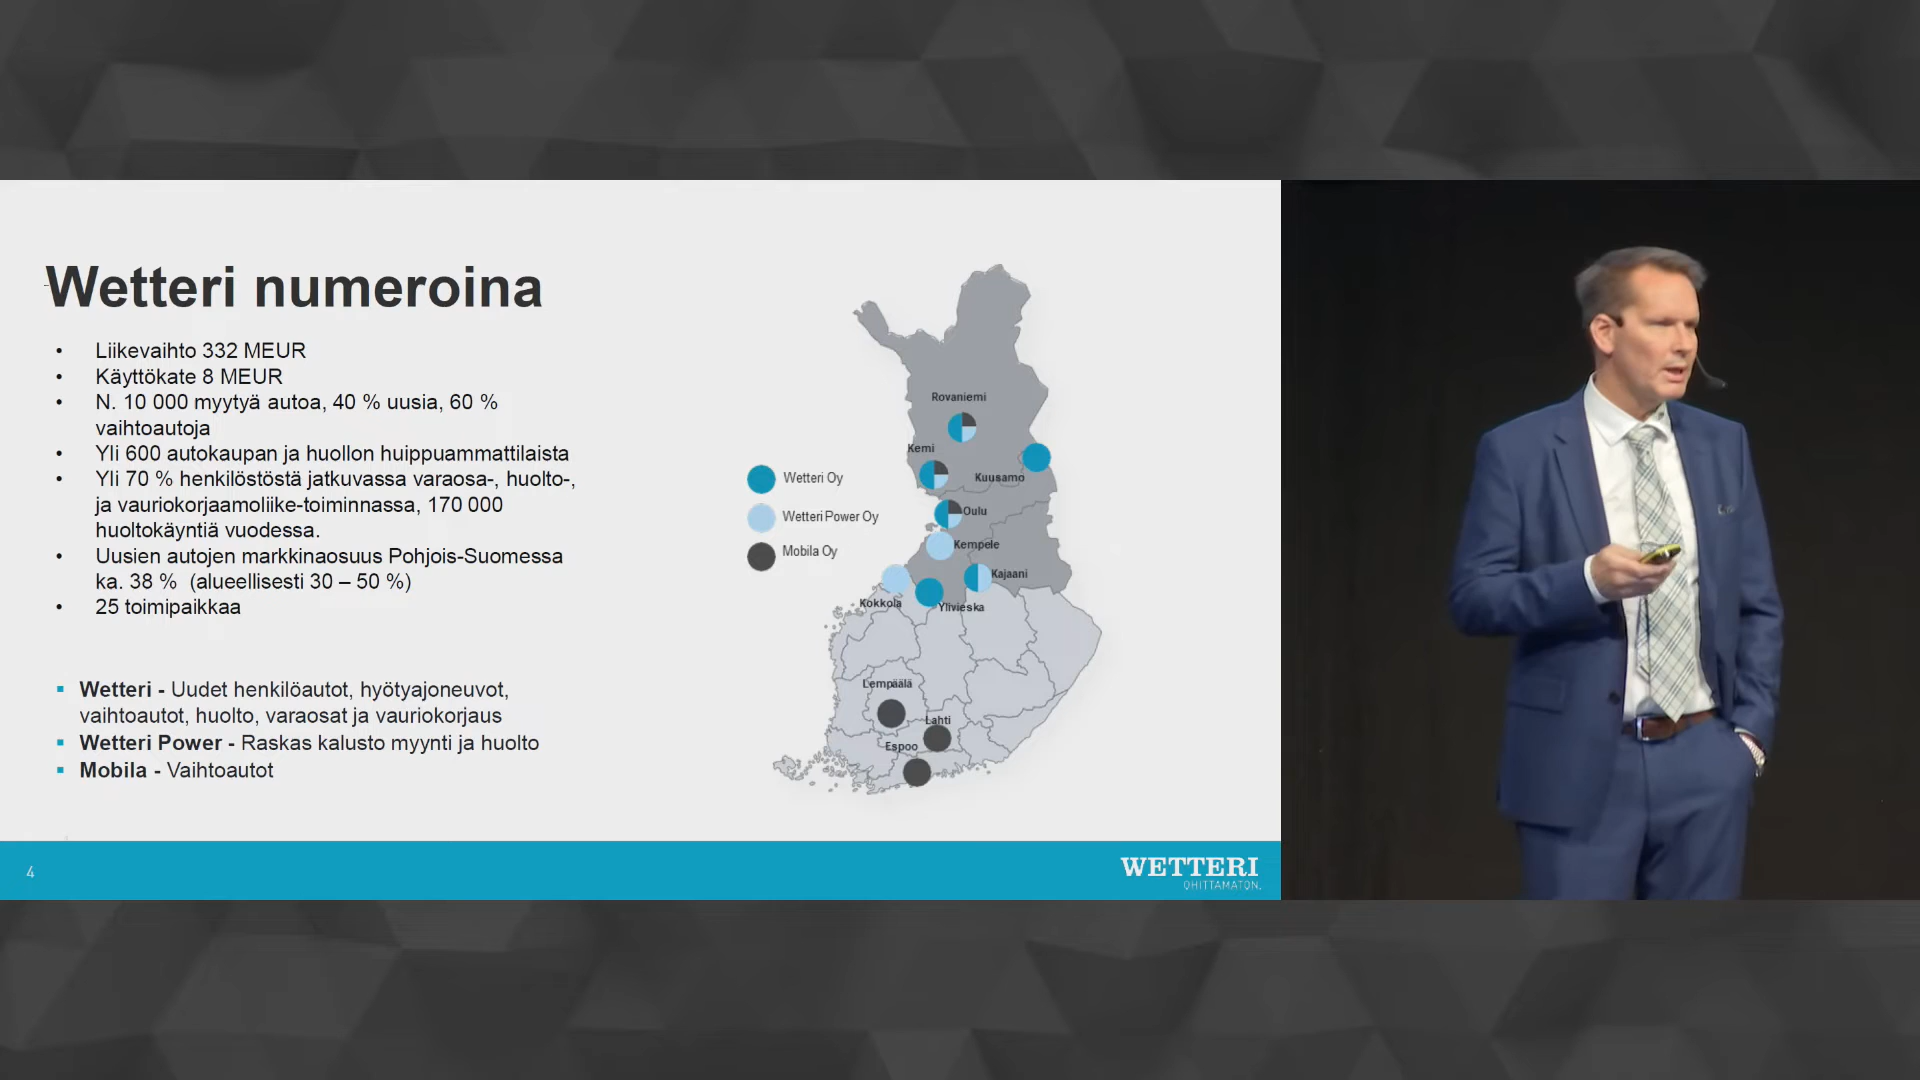 Wetteri numeroina
• Liikevaihto 332 MEUR
• Käyttökate 8 MEUR
• N. 10 000 myytyä autoa, 40 % uusia, 60 %
vaihtoautoja
• Yli 600 autokaupan ja huollon huippuammattilaista
• Yli 70 % henkilöstöstä jatkuvassa varaosa-, huolto-,
ja vauriokorjaamoliike-toiminnassa, 170 000
huoltokäyntiä vuodessa.
• Uusien autojen markkinaosuus Pohjois-Suomessa
ka. 38 % (alueellisesti 30 – 50 %)
• 25 toimipaikkaa
▪ Wetteri - Uudet henkilöautot, hyötyajoneuvot,
vaihtoautot, huolto, varaosat ja vauriokorjaus
▪ Wetteri Power - Raskas kalusto myynti ja huolto
▪ Mobila - Vaihtoautot
Wetteri Oy
Wetteri Power Oy
Mobila Oy
Rovaniemi
Kemi
Kuusamo
Oulu
Kempele
Kajaani
Kokkola
Ylivieska
Lempäälä
Lahti
Espoo
4
WETTERI
OHITTAMATON.